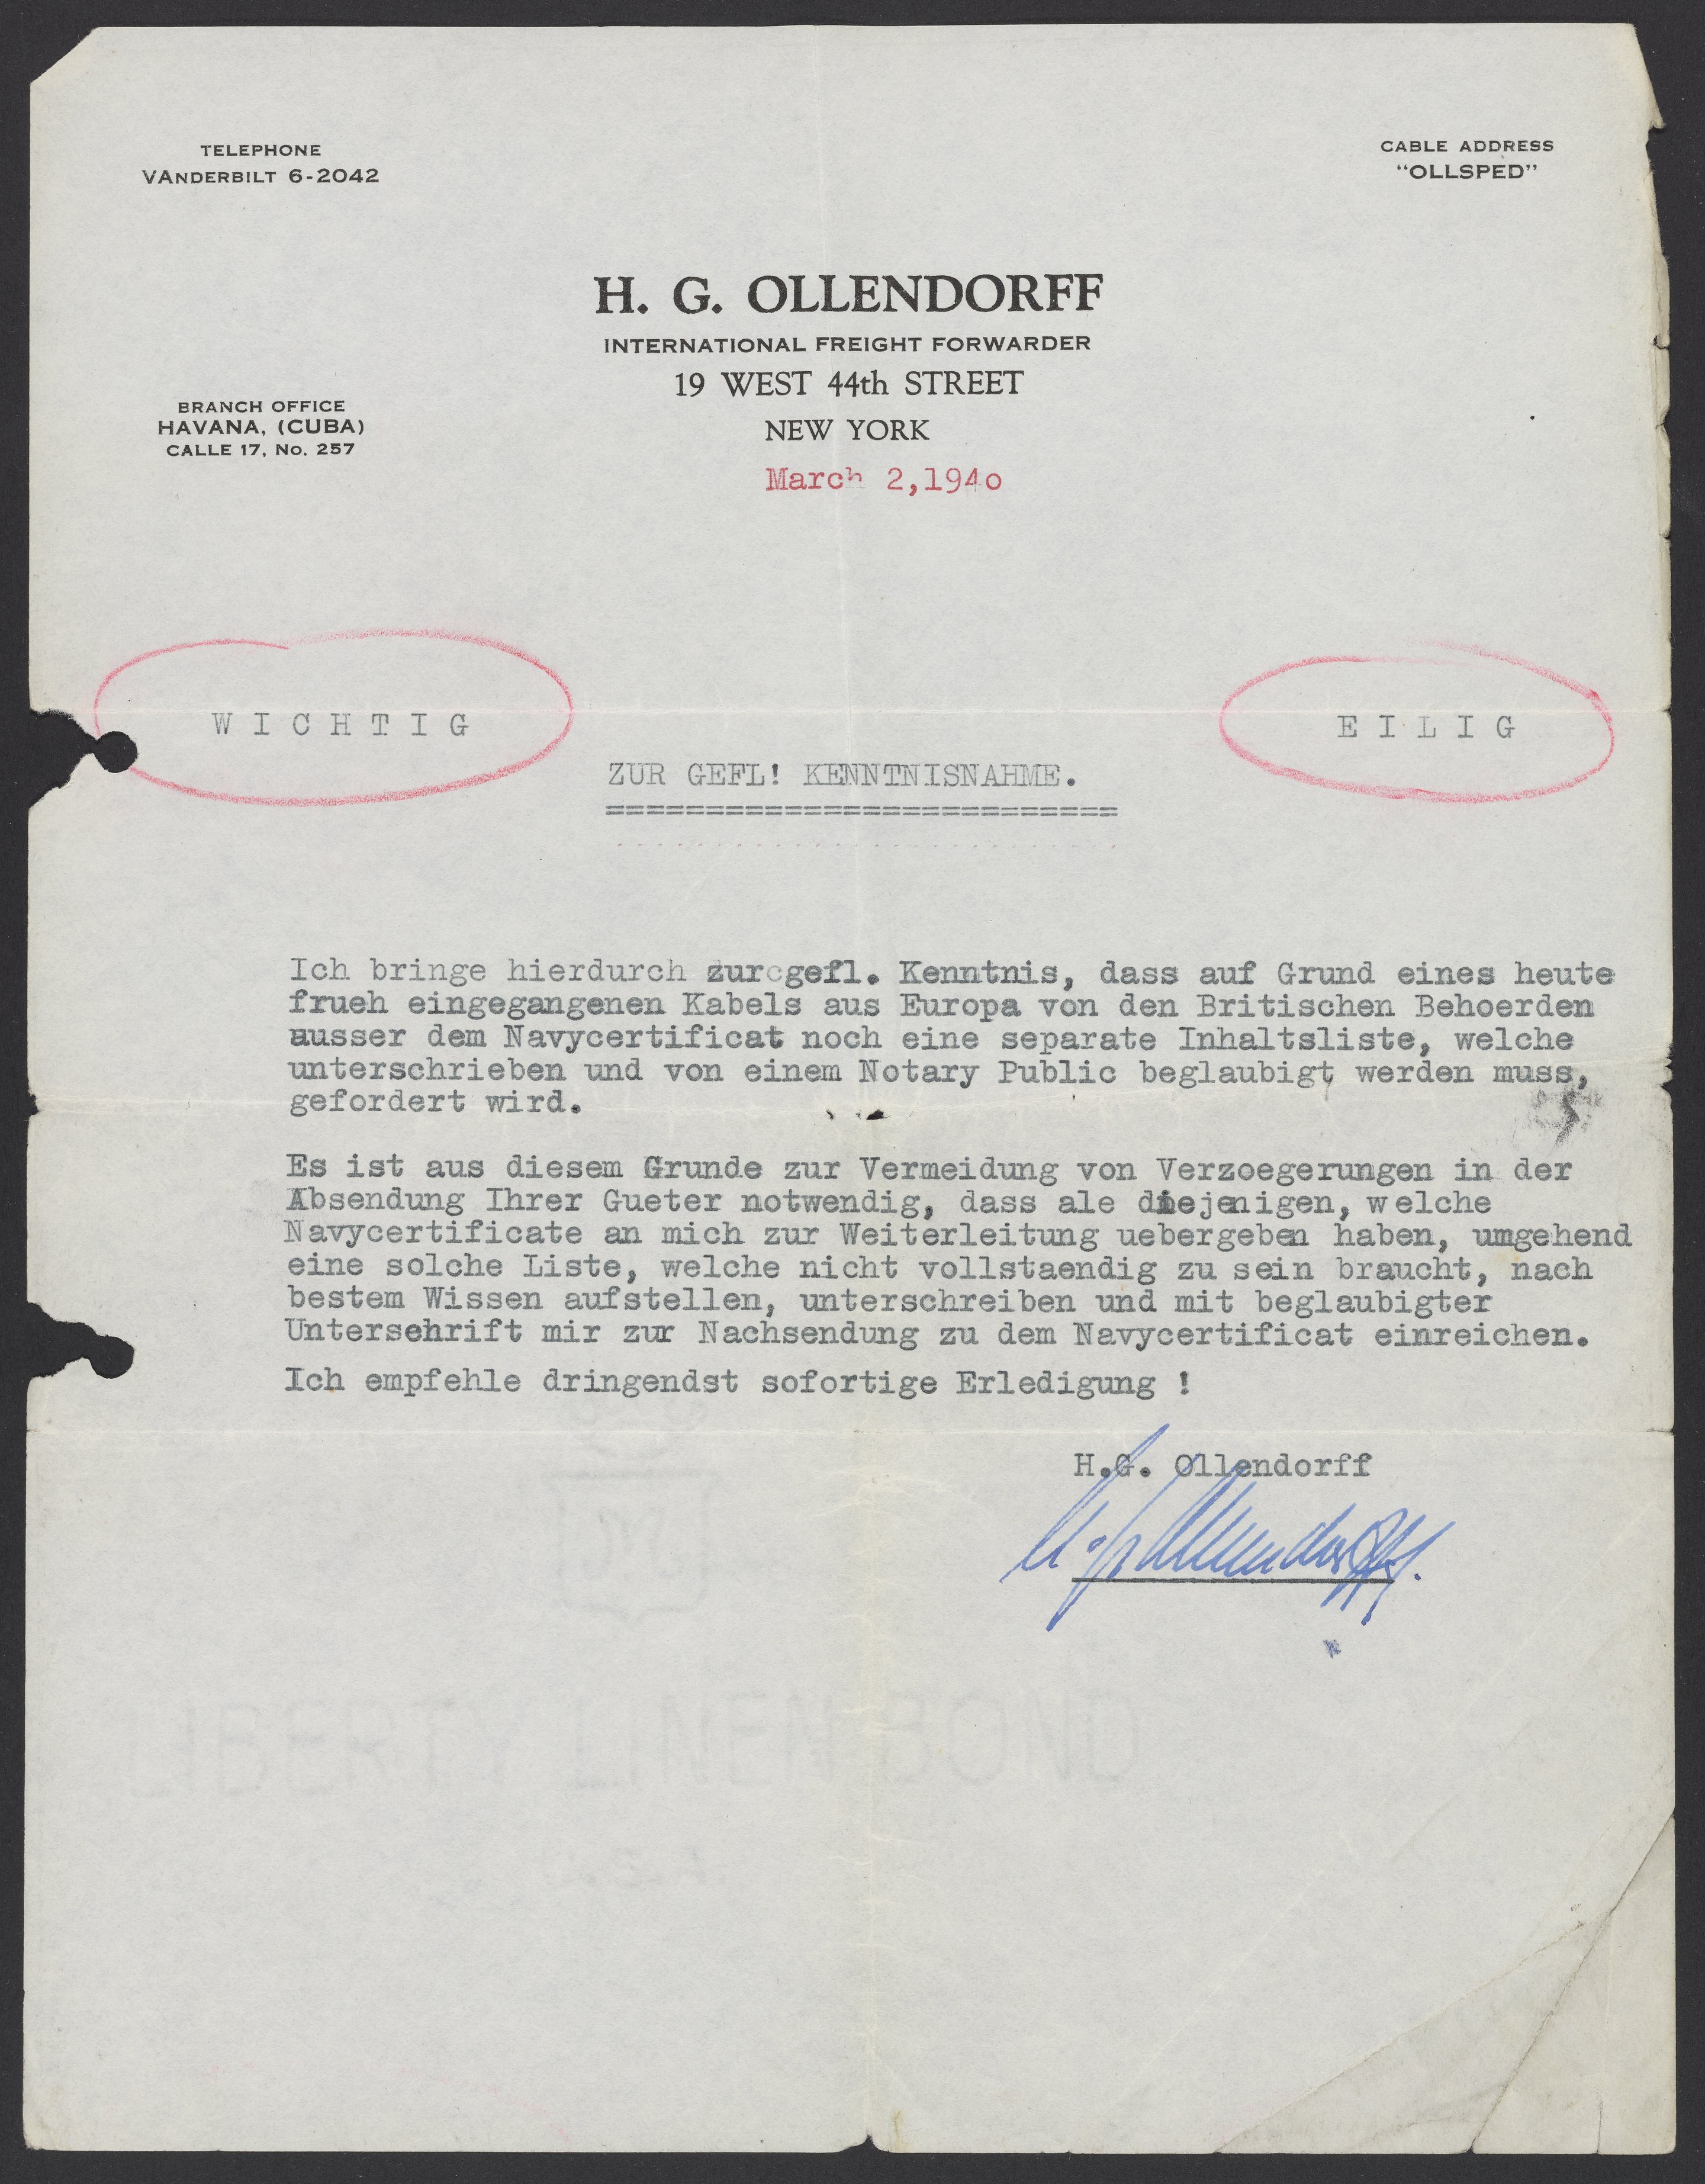 TELEPHONE
VANDERBILT 6-2042
CABLE ADDRESS
"OLLSPED"
H. G. OLLENDORFF
INTERNATIONAL FREIGHT FORWARDER
19 WEST 44th STREET
NEW YORK
BRANCH OFFICE
HAVANA, (CUBA)
CALLE 17, No. 257
March 2,194o
W I C H T I G
E I L I G
ZUR GEFL! KENNTNISNAHME.
==========================
Ich bringe hierdurch zur gefl. Kenntnis, dass auf Grund eines heute
frueh eingegangenen Kabels aus Europa von den Britischen Behoerden
ausser dem Navycertificat noch eine separate Inhaltsliste, welche
unterschrieben und von einem Notary Public beglaubigt werden muss,
gefordert wird.
Es ist aus diesem Grunde zur Vermeidung von Verzoegerungen in der
Absendung Ihrer Gueter notwendig, dass ale diejenigen, welche
Navycertificate an mich zur Weiterleitung uebergeben haben, umgehend
eine solche Liste, welche nicht vollstaendig zu sein braucht, nach
bestem Wissen aufstellen, unterschreiben und mit beglaubigter
Untersehrift mir zur Nachsendung zu dem Navycertificat einreichen.
Ich empfehle dringendst sofortige Erledigung !
H.G. Ollendorff
H. G. Ollendorff.
LIBERTY LINEN BOND